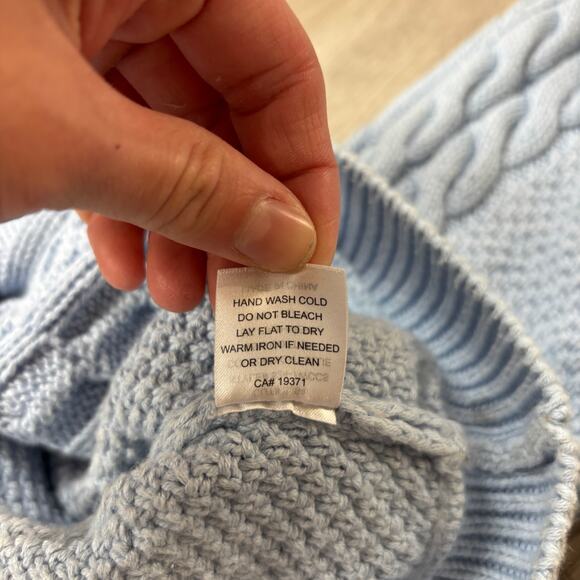 HAND WASH COLD
DO NOT BLEACH
LAY FLAT TO DRY
WARM IRON IF NEEDED
OR DRY CLEAN
CA# 19371